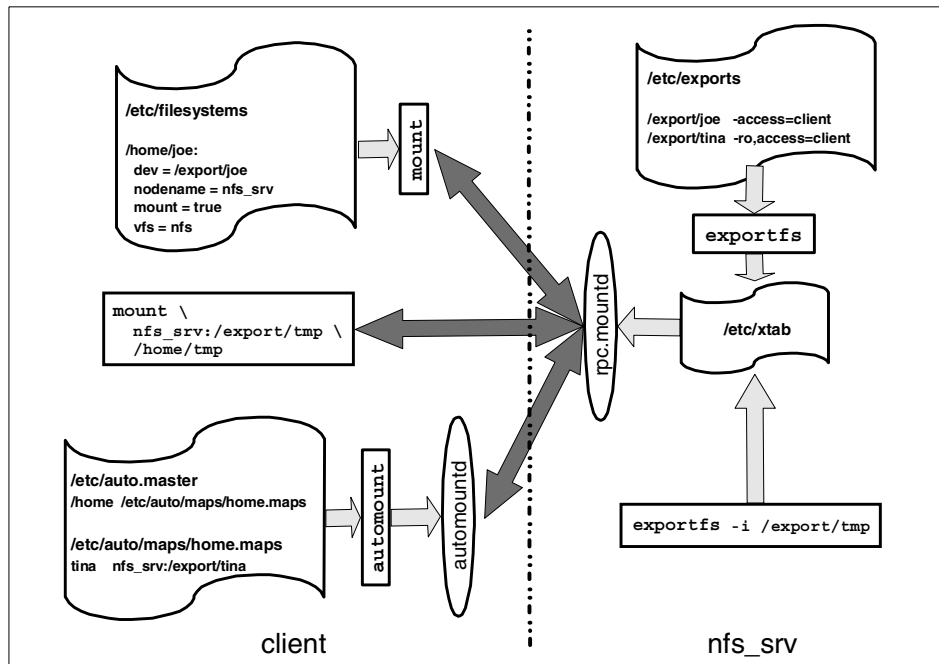 /etc/filesystems
/home/joe:
dev = /export/joe
nodename = nfs_srv
mount = true
vfs = nfs
mount
mount \
nfs_srv:/export/tmp \
/home/tmp
/etc/auto.master
/home /etc/auto/maps/home.maps
/etc/auto/maps/home.maps
tina nfs_srv:/export/tina
automount
automountd
client
/etc/exports
/export/joe -access=client
/export/tina -ro,access=client
exportfs
/etc/xtab
rpc.mountd
exportfs -i /export/tmp
nfs_srv